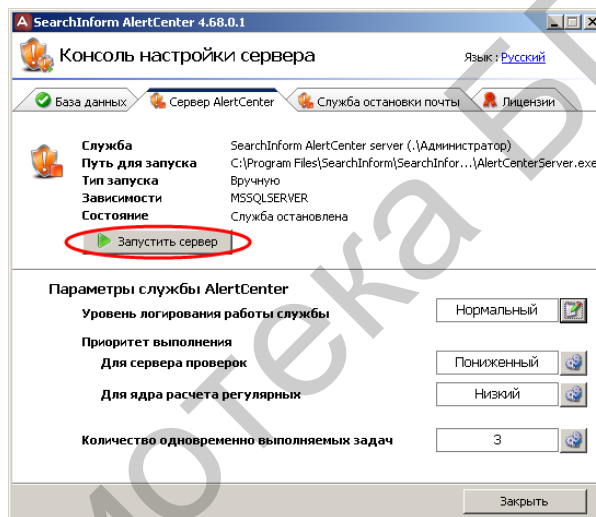 SearchInform AlertCenter 4.68.0.1
Консоль настройки сервера
Язык : Русский
База данных
Сервер AlertCenter
Служба остановки почты
Лицензии
Служба SearchInform AlertCenter server (.\Администратор)
Путь для запуска C:\Program Files\SearchInform\SearchInfor...\AlertCenterServer.exe
Тип запуска Вручную
Зависимости MSSQLSERVER
Состояние Служба остановлена
Запустить сервер
Параметры службы AlertCenter
Уровень логирования работы службы Нормальный
Приоритет выполнения
Для сервера проверок Пониженный
Для ядра расчета регулярных Низкий
Количество одновременно выполняемых задач 3
Закрыть